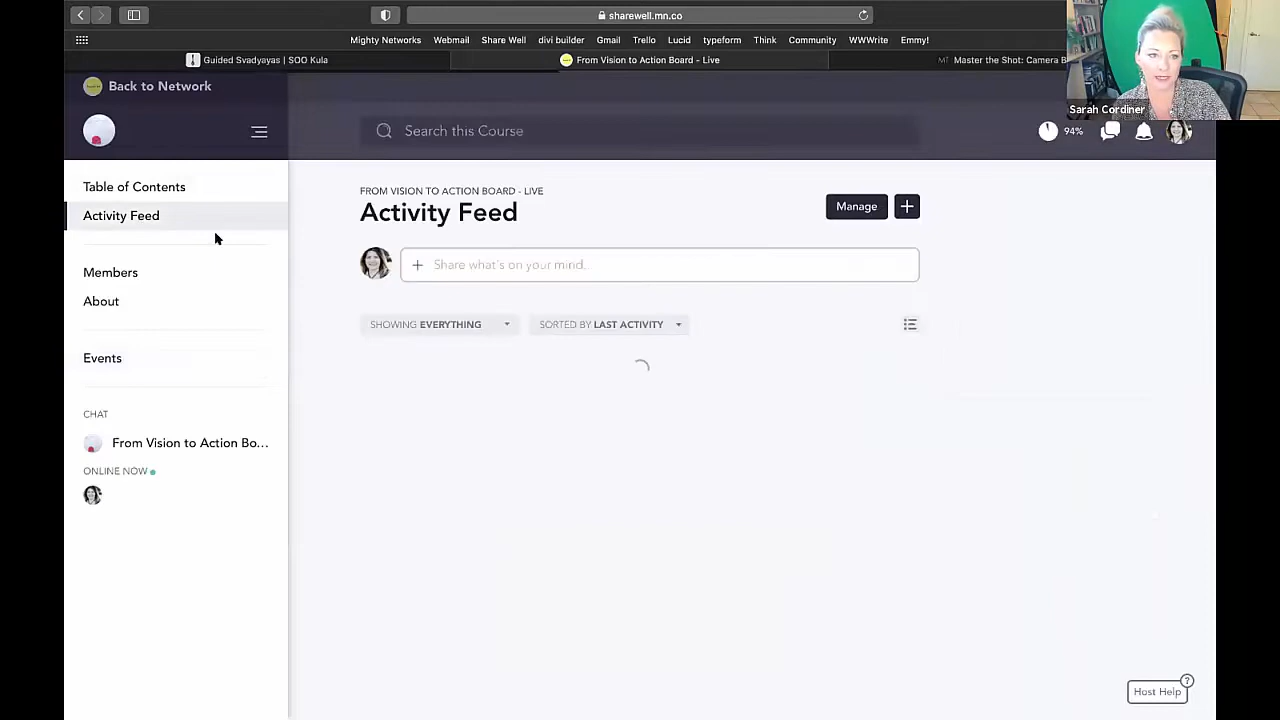 sharewell.mn.co
Mighty Networks Webmail Share Well divi builder Gmail Trello Lucid typeform Think Community WWWrite Emmy!
Guided Svadyayas | SOO Kula
From Vision to Action Board - Live
MT Master the Shot: Camera B
Sarah Cordiner
Back to Network
Search this Course
94%
Table of Contents
Activity Feed
Members
About
Events
CHAT
From Vision to Action Bo...
ONLINE NOW
FROM VISION TO ACTION BOARD - LIVE
Activity Feed
Manage
Share what's on your mind...
SHOWING EVERYTHING
SORTED BY LAST ACTIVITY
Host Help
?